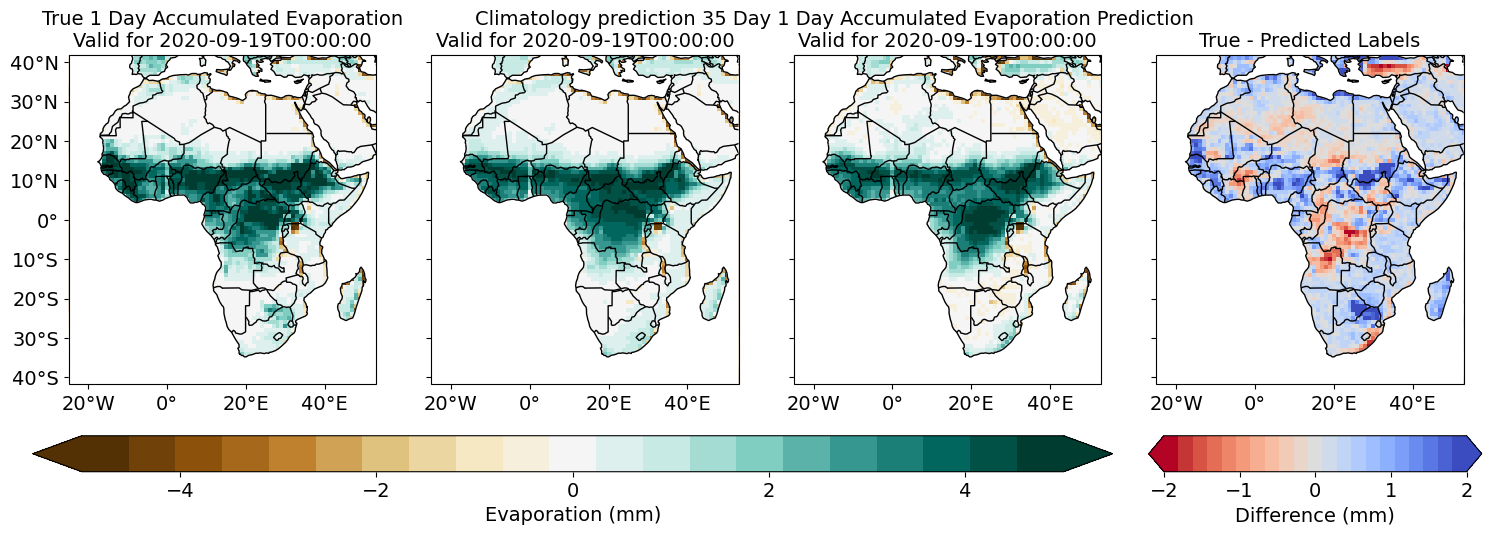 True 1 Day Accumulated Evaporation
Valid for 2020-09-19T00:00:00
Climatology prediction 35 Day 1 Day Accumulated Evaporation Prediction
Valid for 2020-09-19T00:00:00
Valid for 2020-09-19T00:00:00
True - Predicted Labels
40°N
30°N
20°N
10°N
0°
10°S
20°S
30°S
40°S
20°W 0° 20°E 40°E
20°W 0° 20°E 40°E
20°W 0° 20°E 40°E
20°W 0° 20°E 40°E
−4 −2 0 2 4
Evaporation (mm)
−2 −1 0 1 2
Difference (mm)